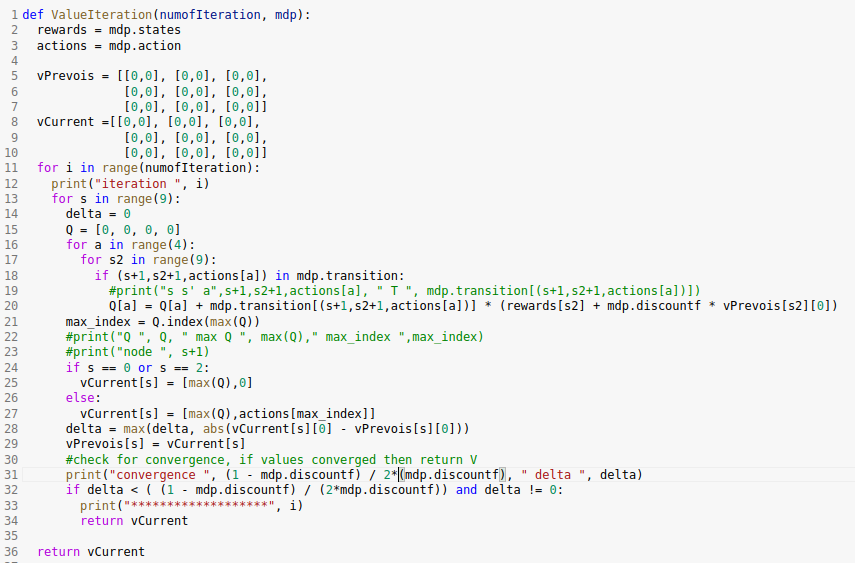 1 def ValueIteration(numofIteration, mdp):
2   rewards = mdp.states
3   actions = mdp.action
4
5   vPrevois = [[0,0], [0,0], [0,0],
6               [0,0], [0,0], [0,0],
7               [0,0], [0,0], [0,0]]
8   vCurrent =[[0,0], [0,0], [0,0],
9               [0,0], [0,0], [0,0],
10               [0,0], [0,0], [0,0]]
11   for i in range(numofIteration):
12     print("iteration ", i)
13     for s in range(9):
14       delta = 0
15       Q = [0, 0, 0, 0]
16       for a in range(4):
17         for s2 in range(9):
18           if (s+1,s2+1,actions[a]) in mdp.transition:
19             #print("s s' a",s+1,s2+1,actions[a], " T ", mdp.transition[(s+1,s2+1,actions[a])])
20             Q[a] = Q[a] + mdp.transition[(s+1,s2+1,actions[a])] * (rewards[s2] + mdp.discountf * vPrevois[s2][0])
21       max_index = Q.index(max(Q))
22       #print("Q ", Q, " max Q ", max(Q)," max_index ",max_index)
23       #print("node ", s+1)
24       if s == 0 or s == 2:
25         vCurrent[s] = [max(Q),0]
26       else:
27         vCurrent[s] = [max(Q),actions[max_index]]
28       delta = max(delta, abs(vCurrent[s][0] - vPrevois[s][0]))
29       vPrevois[s] = vCurrent[s]
30       #check for convergence, if values converged then return V
31       print("convergence ", (1 - mdp.discountf) / 2*(mdp.discountf), " delta ", delta)
32       if delta < ( (1 - mdp.discountf) / (2*mdp.discountf)) and delta != 0:
33         print("*******************", i)
34         return vCurrent
35
36   return vCurrent